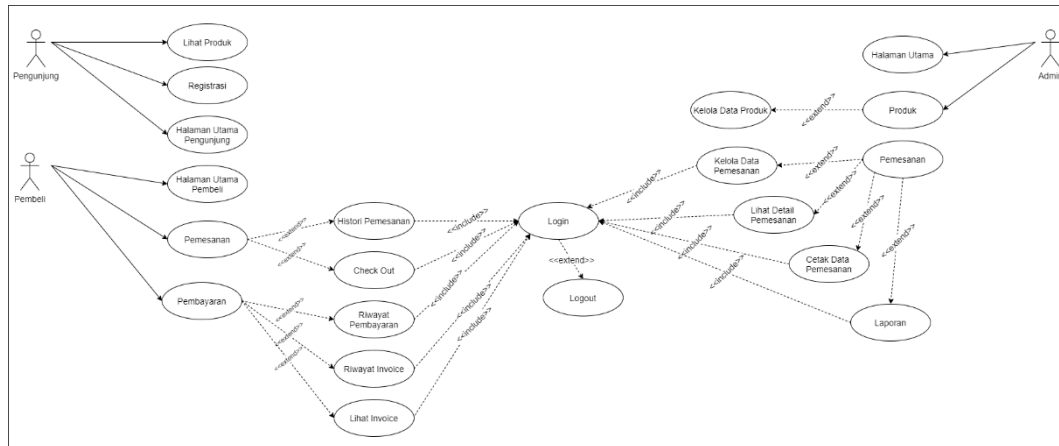 Pengunjung
Lihat Produk
Registrasi
Halaman Utama
Pengunjung
Pembeli
Halaman Utama
Pembeli
Pemesanan
<<extend>>
<<extend>>
Histori Pemesanan
Check Out
Pembayaran
<<extend>>
<<extend>>
<<extend>>
Riwayat
Pembayaran
Riwayat Invoice
Lihat Invoice
<<include>>
<<include>>
<<include>>
<<include>>
<<include>>
Login
<<extend>>
Logout
Admin
Halaman Utama
Produk
<<extend>>
Kelola Data Produk
Pemesanan
<<extend>>
<<extend>>
<<extend>>
<<extend>>
Kelola Data
Pemesanan
Lihat Detail
Pemesanan
Cetak Data
Pemesanan
Laporan
<<include>>
<<include>>
<<include>>
<<include>>